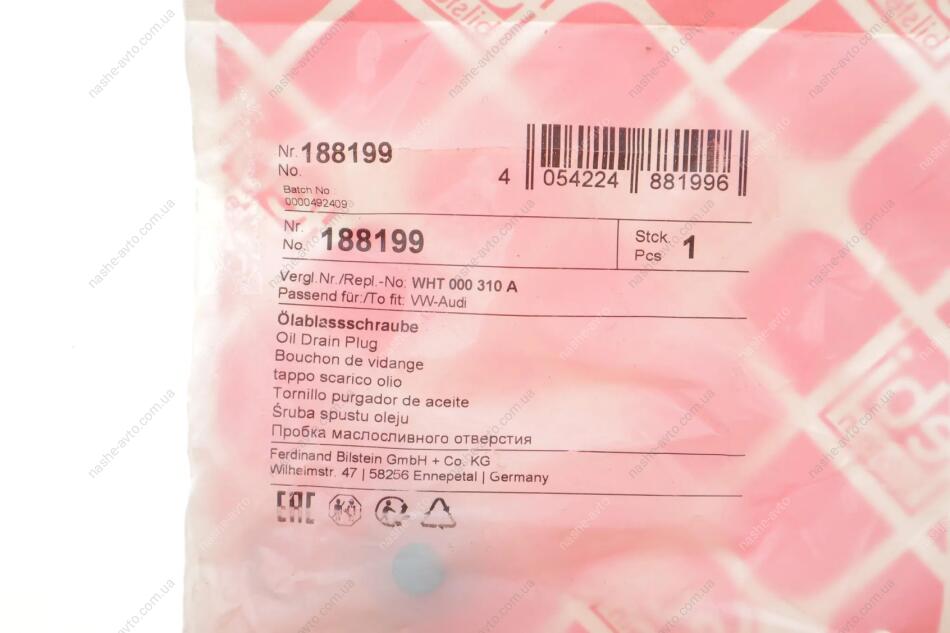 Nr. 188199
No.
Batch No
0000492409
4 054224 881996
Nr.
No. 188199
Stck.
Pcs 1
Vergl.Nr./Repl.-No: WHT 000 310 A
Passend für:/To fit: VW-Audi
Ölablassschraube
Oil Drain Plug
Bouchon de vidange
tappo scarico olio
Tornillo purgador de aceite
Śruba spustu oleju
Пробка маслосливного отверстия
Ferdinand Bilstein GmbH + Co. KG
Wilhelmstr. 47 | 58256 Ennepetal | Germany
EAC
nashe-avto.com.ua